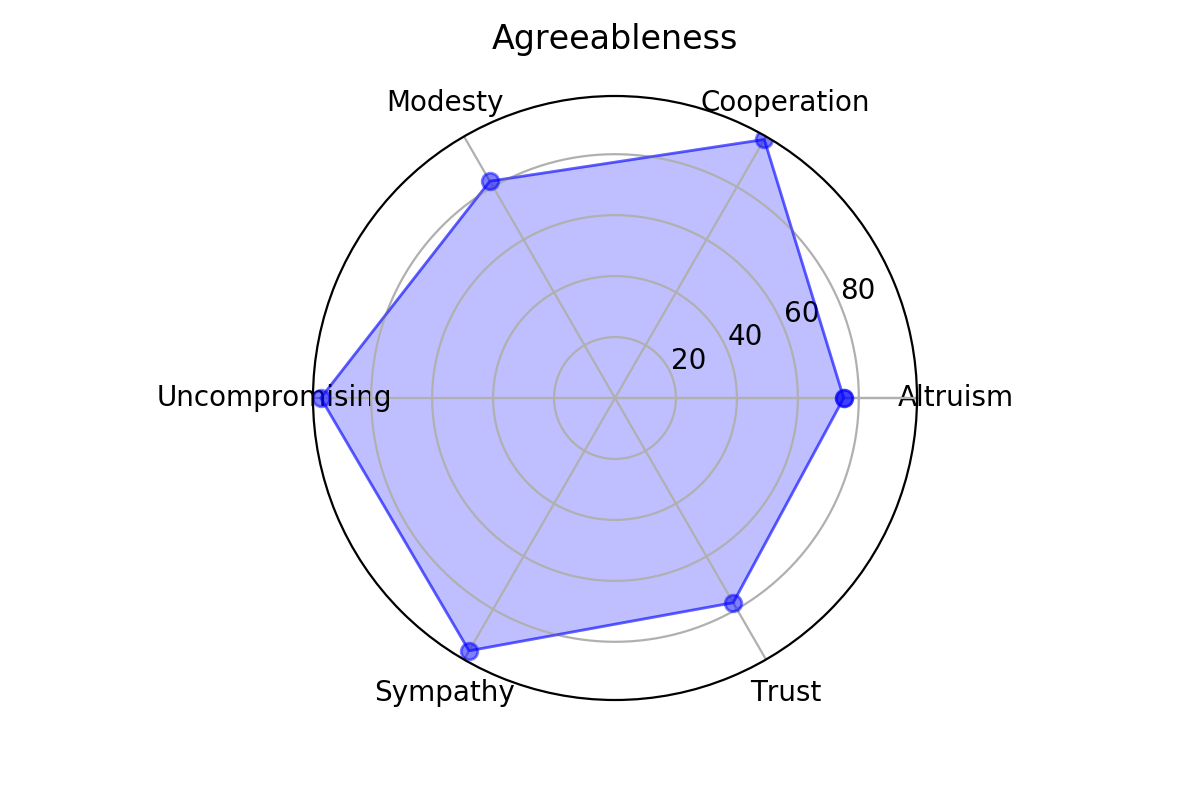 Agreeableness
Modesty
Cooperation
80
60
40
20
Uncompromising
Altruism
Sympathy
Trust